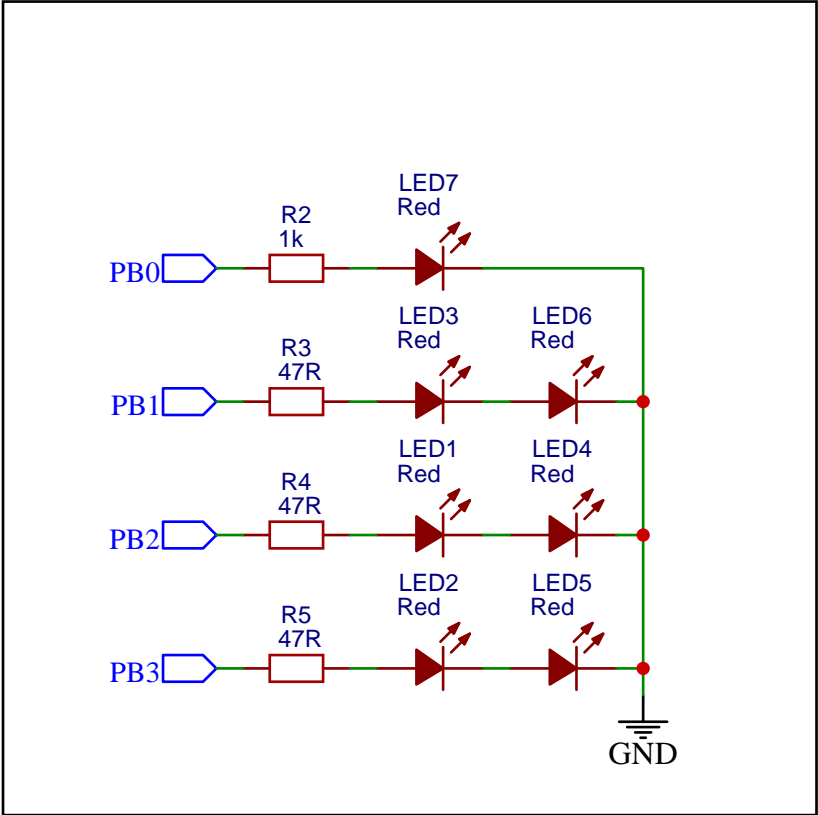 LED7
Red
R2
1k
PB0
LED3
Red
LED6
Red
R3
47R
PB1
LED1
Red
LED4
Red
R4
47R
PB2
LED2
Red
LED5
Red
R5
47R
PB3
GND